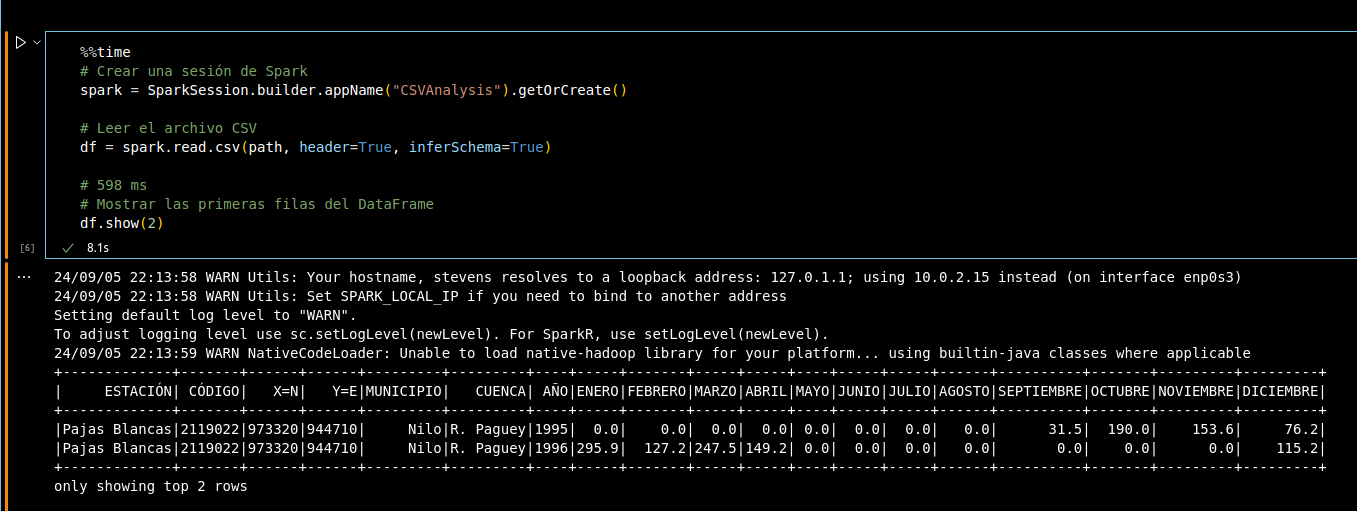 %%time
# Crear una sesión de Spark
spark = SparkSession.builder.appName("CSVAnalysis").getOrCreate()
# Leer el archivo CSV
df = spark.read.csv(path, header=True, inferSchema=True)
# 598 ms
# Mostrar las primeras filas del DataFrame
df.show(2)
[6] 8.1s
24/09/05 22:13:58 WARN Utils: Your hostname, stevens resolves to a loopback address: 127.0.1.1; using 10.0.2.15 instead (on interface enp0s3)
24/09/05 22:13:58 WARN Utils: Set SPARK_LOCAL_IP if you need to bind to another address
Setting default log level to "WARN".
To adjust logging level use sc.setLogLevel(newLevel). For SparkR, use setLogLevel(newLevel).
24/09/05 22:13:59 WARN NativeCodeLoader: Unable to load native-hadoop library for your platform... using builtin-java classes where applicable
+-------------+-------+------+------+---------+---------+----+-----+-------+-----+-----+----+-----+-----+------+----------+-------+---------+---------+
|     ESTACIÓN| CÓDIGO|   X=N|   Y=E|MUNICIPIO|   CUENCA| AÑO|ENERO|FEBRERO|MARZO|ABRIL|MAYO|JUNIO|JULIO|AGOSTO|SEPTIEMBRE|OCTUBRE|NOVIEMBRE|DICIEMBRE|
+-------------+-------+------+------+---------+---------+----+-----+-------+-----+-----+----+-----+-----+------+----------+-------+---------+---------+
|Pajas Blancas|2119022|973320|944710|     Nilo|R. Paguey|1995|  0.0|    0.0|  0.0|  0.0| 0.0|  0.0|  0.0|   0.0|      31.5|  190.0|    153.6|     76.2|
|Pajas Blancas|2119022|973320|944710|     Nilo|R. Paguey|1996|295.9|  127.2|247.5|149.2| 0.0|  0.0|  0.0|   0.0|       0.0|    0.0|      0.0|    115.2|
+-------------+-------+------+------+---------+---------+----+-----+-------+-----+-----+----+-----+-----+------+----------+-------+---------+---------+
only showing top 2 rows